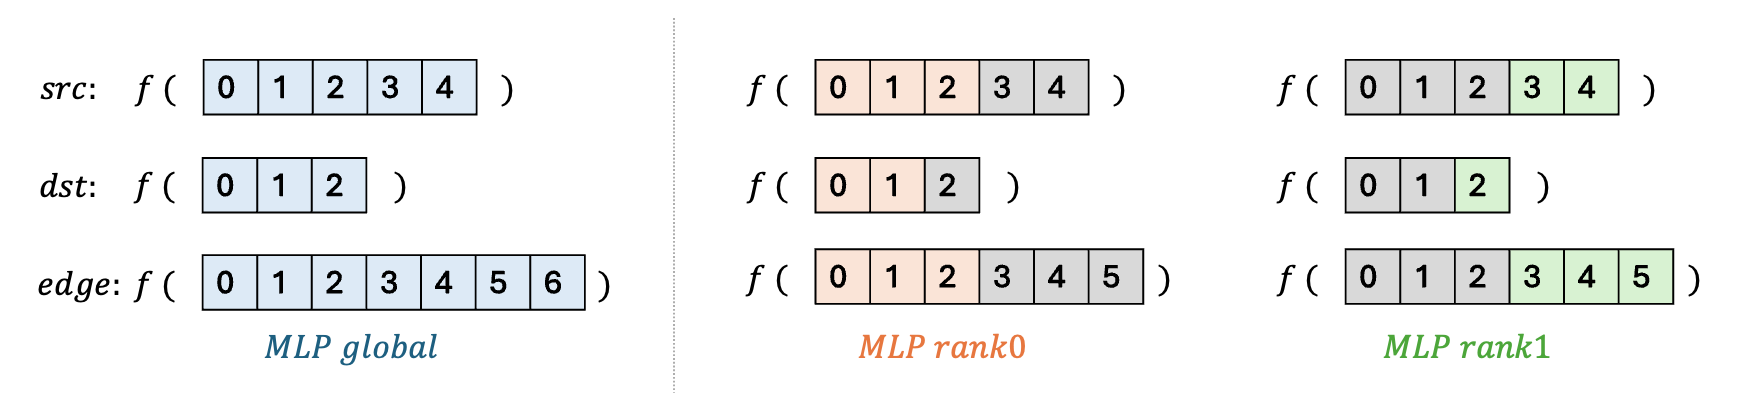 src: f ( 0 1 2 3 4 ) f ( 0 1 2 3 4 ) f ( 0 1 2 3 4 )
dst: f ( 0 1 2 ) f ( 0 1 2 ) f ( 0 1 2 )
edge: f ( 0 1 2 3 4 5 6 ) f ( 0 1 2 3 4 5 ) f ( 0 1 2 3 4 5 )
MLP global MLP rank0 MLP rank1